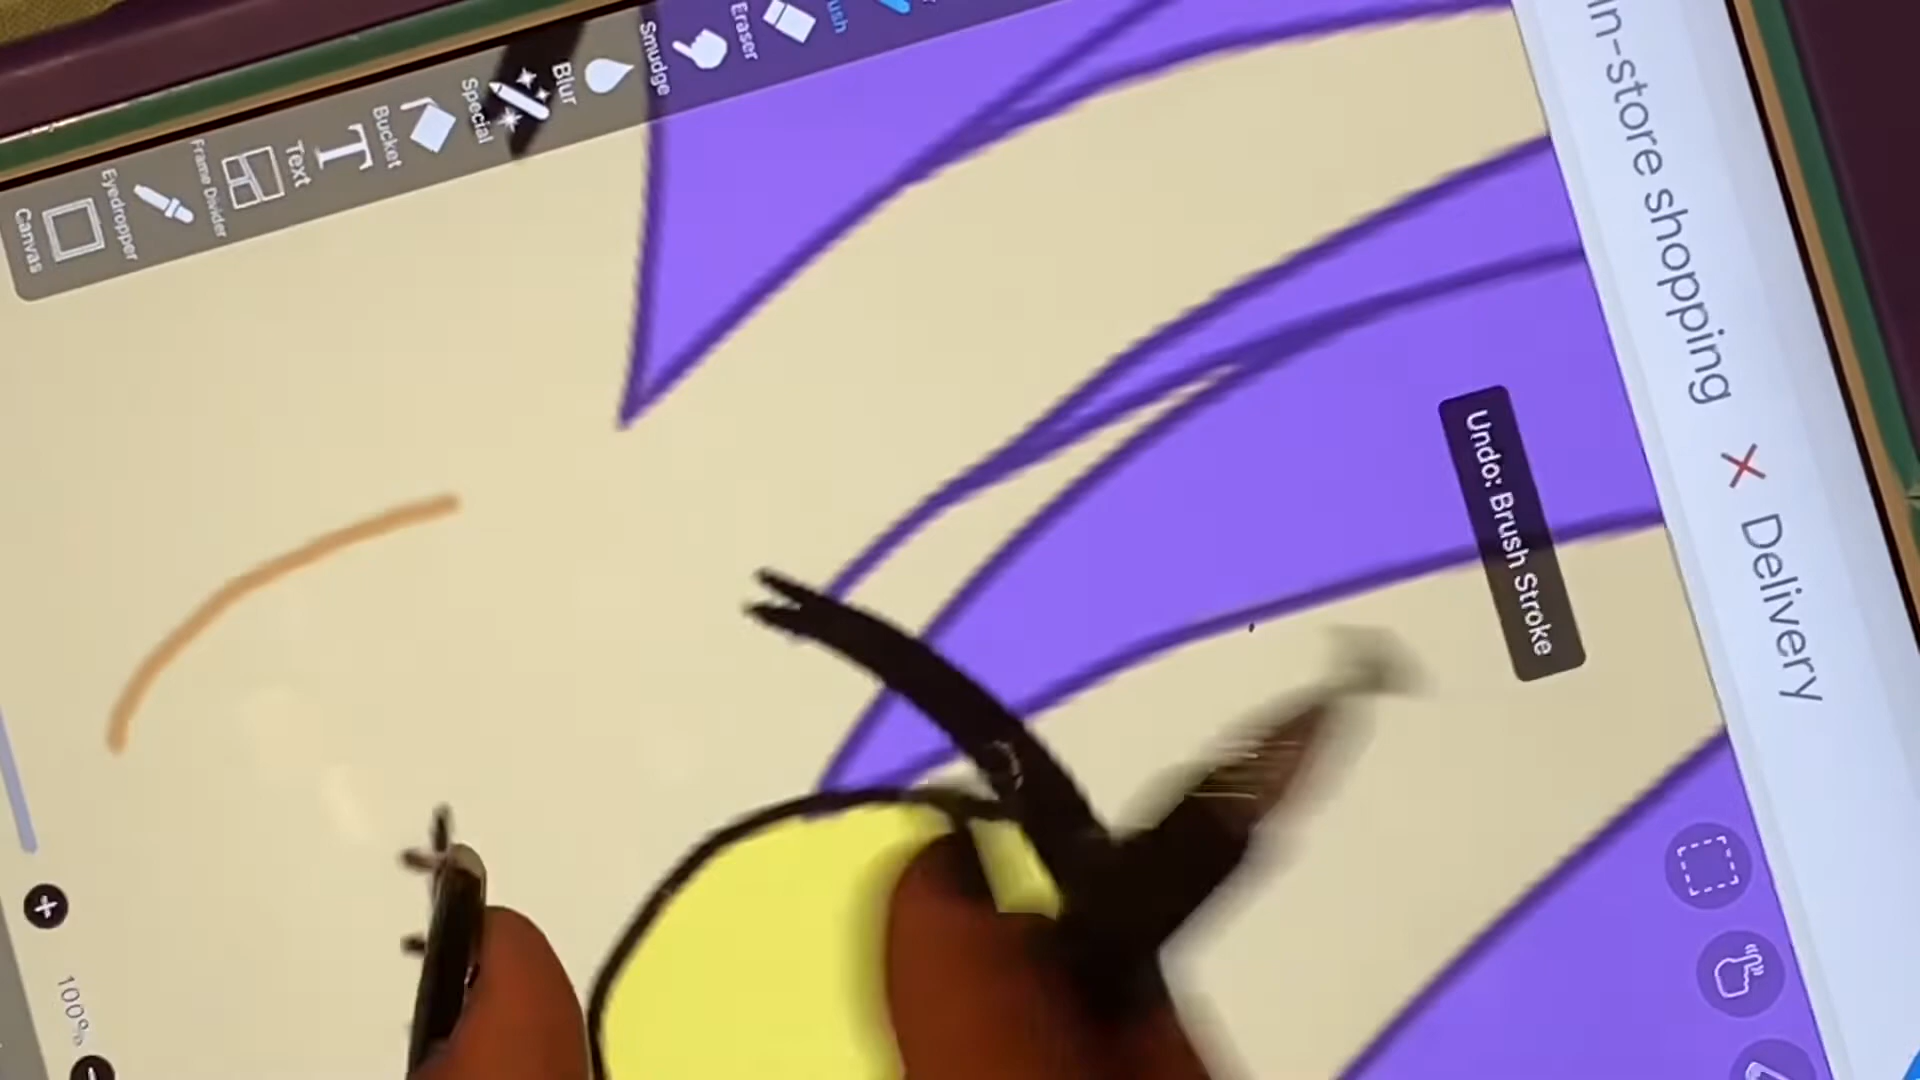 In-store shopping
Delivery
Undo: Brush Stroke
Eraser
Smudge
Blur
Special
Bucket
Text
Frame Divider
Eyedropper
Canvas
100%